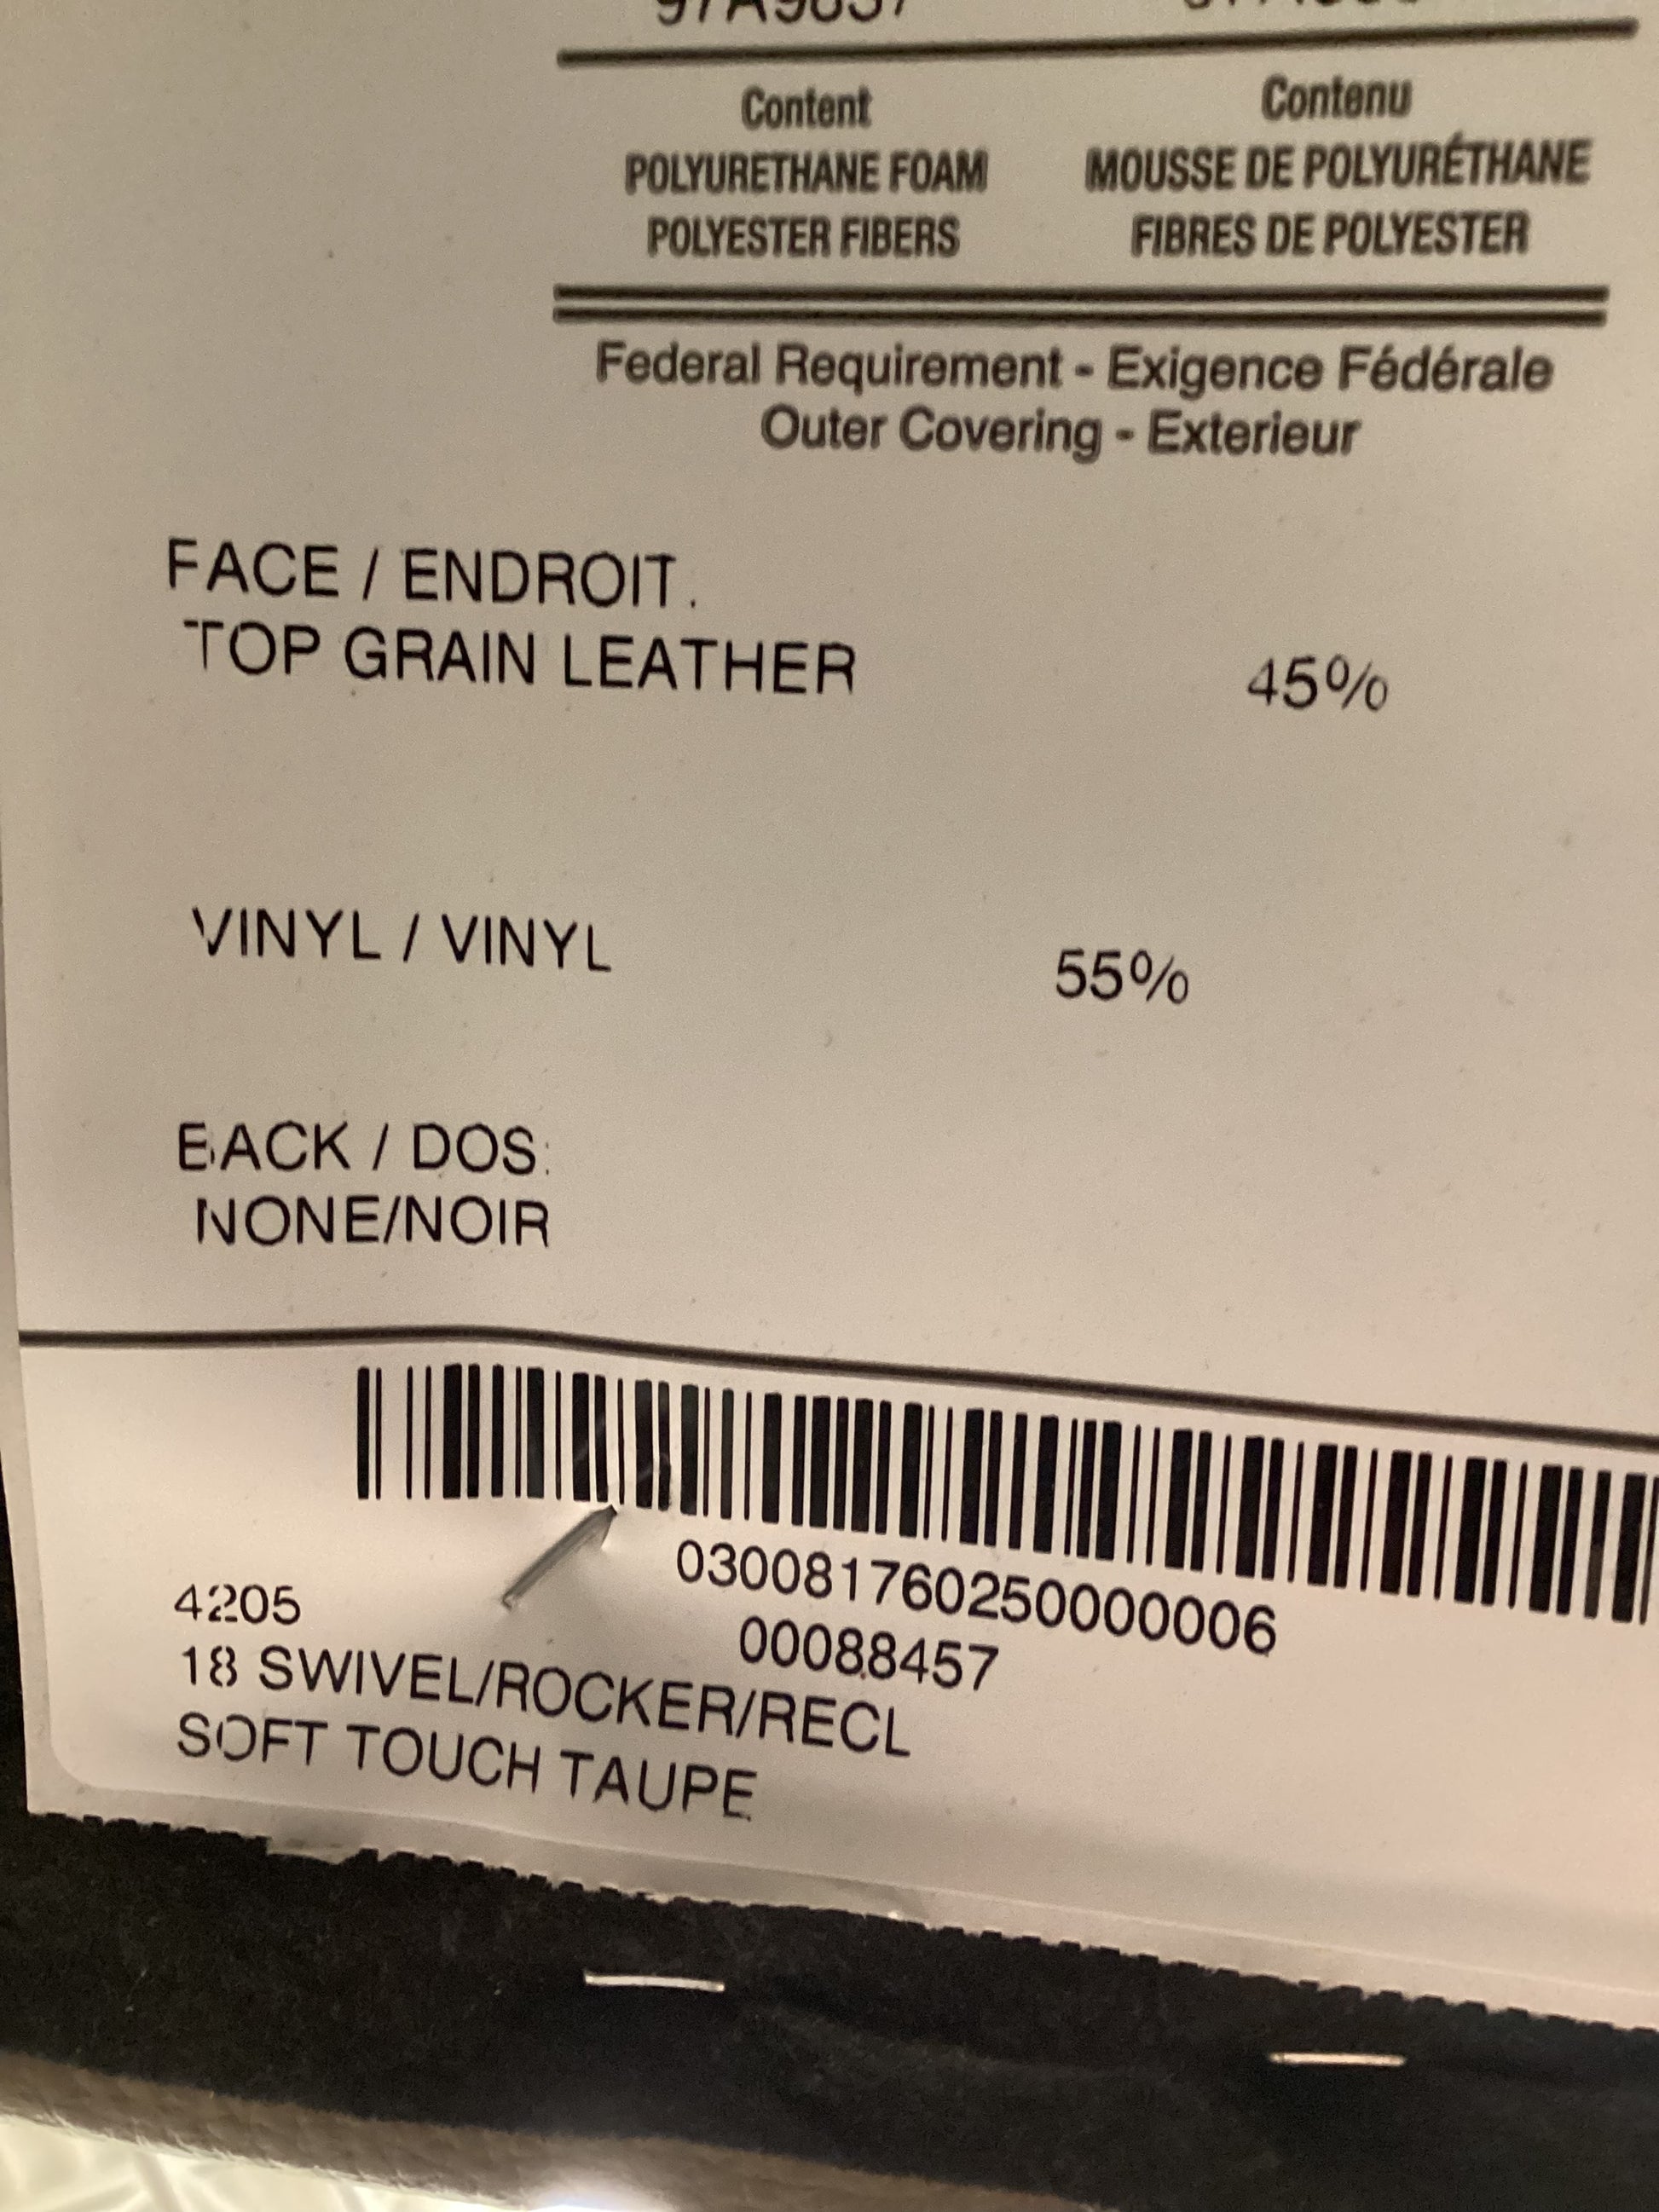 Content Contenu
POLYURETHANE FOAM MOUSSE DE POLYURÉTHANE
POLYESTER FIBERS FIBRES DE POLYESTER
Federal Requirement - Exigence Fédérale
Outer Covering - Exterieur
FACE / ENDROIT:
TOP GRAIN LEATHER 45%
VINYL / VINYL 55%
BACK / DOS:
NONE/NOIR
03008176025000000​6
00088457
4205
18 SWIVEL/ROCKER/RECL
SOFT TOUCH TAUPE